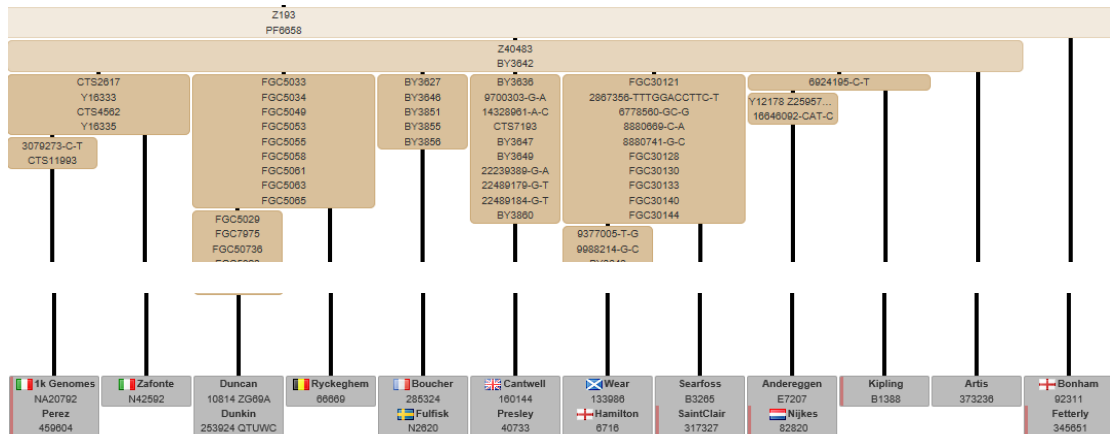 Z193
PF6658
Z40483
BY3642
CTS2617
Y16333
CTS4562
Y16335
3079273-C-T
CTS11993
FGC5033
FGC5034
FGC5049
FGC5053
FGC5055
FGC5058
FGC5061
FGC5063
FGC5065
FGC5029
FGC7975
FGC50736
BY3627
BY3646
BY3851
BY3855
BY3856
BY3636
9700303-G-A
14328961-A-C
CTS7193
BY3647
BY3649
22239389-G-A
22489179-G-T
22489184-G-T
BY3860
FGC30121
2867356-TTTGGACCTTC-T
6778560-GC-G
8880669-C-A
8880741-G-C
FGC30128
FGC30130
FGC30133
FGC30140
FGC30144
9377005-T-G
9988214-G-C
6924195-C-T
Y12178 Z25957...
16646092-CAT-C
1k Genomes
NA20792
Perez
459604
Zafonte
N42592
Duncan
10814 ZG69A
Dunkin
253924 QTUWC
Ryckeghem
66669
Boucher
285324
Fulfisk
N2620
Cantwell
160144
Presley
40733
Wear
133986
Hamilton
6716
Searfoss
B3265
SaintClair
317327
Andereggen
E7207
Nijkes
82820
Kipling
B1388
Artis
373236
Bonham
92311
Fetterly
345651